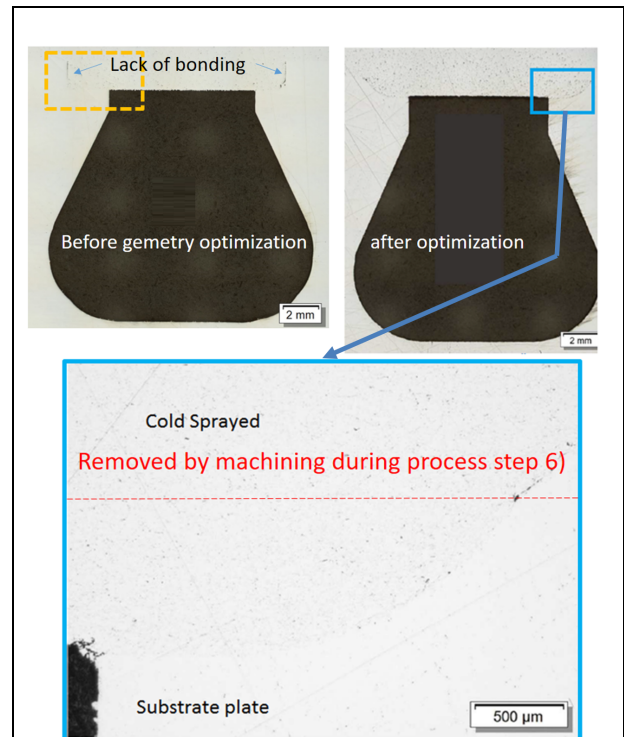 Lack of bonding
Before gemetry optimization
2 mm
after optimization
2 mm
Cold Sprayed
Removed by machining during process step 6)
Substrate plate
500 µm